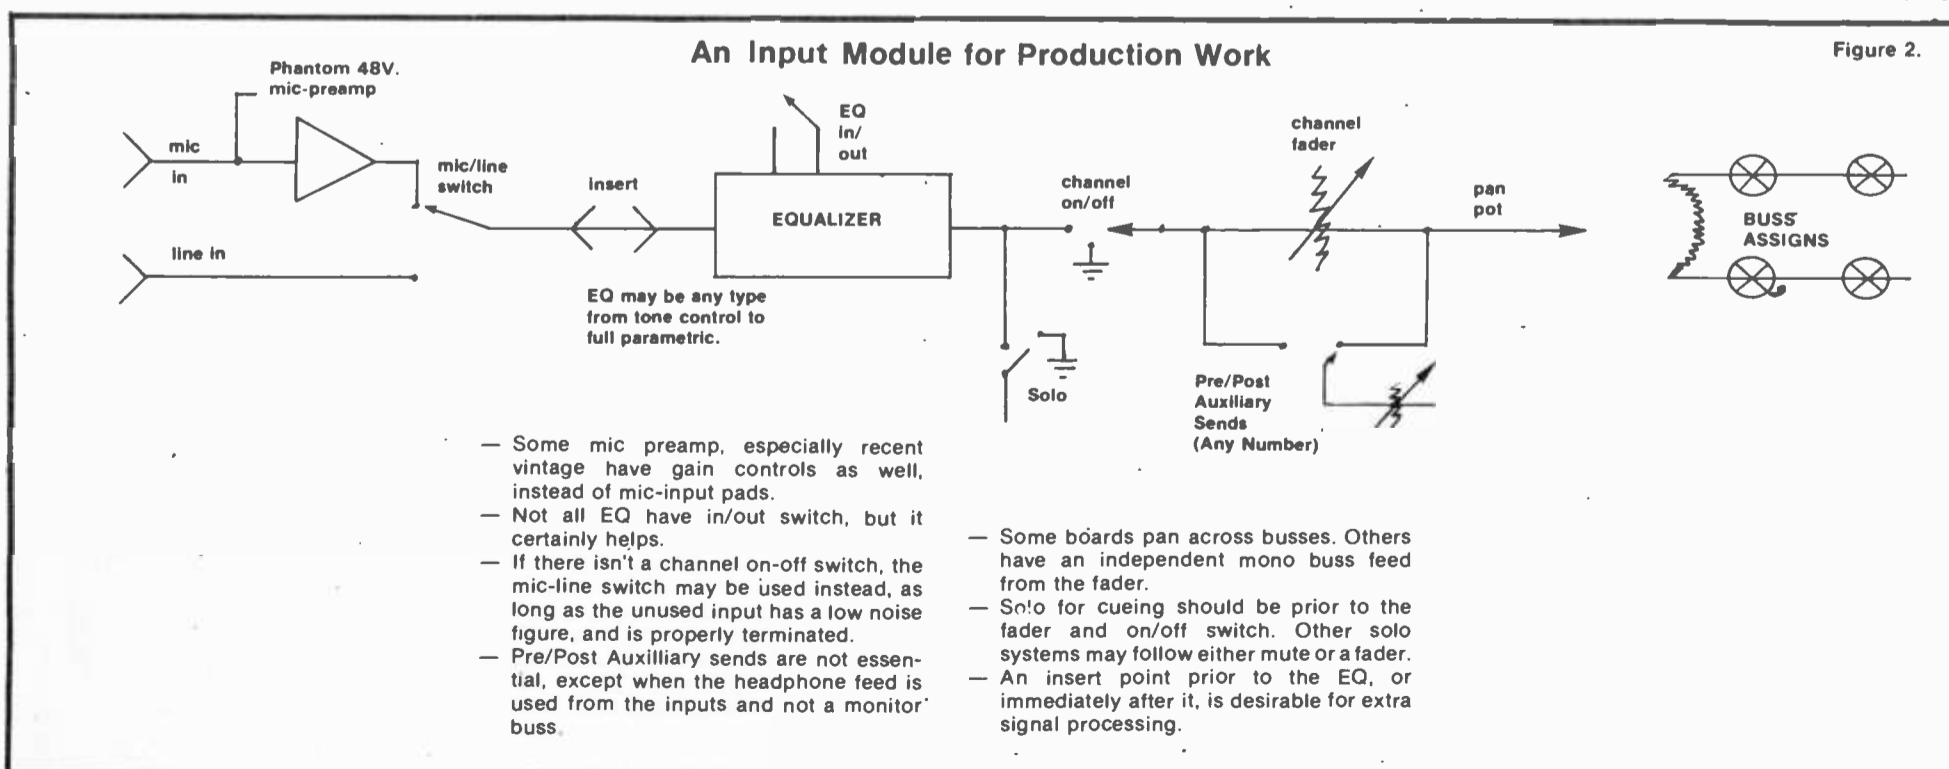 An Input Module for Production Work
Figure 2.
Phantom 48V.
mic-preamp
mic
in
mic/line
switch
line in
insert
EQ
in/
out
EQUALIZER
EQ may be any type
from tone control to
full parametric.
channel
on/off
Solo
channel
fader
Pre/Post
Auxiliary
Sends
(Any Number)
pan
pot
BUSS
ASSIGNS
— Some mic preamp, especially recent
vintage have gain controls as well,
instead of mic-input pads.
— Not all EQ have in/out switch, but it
certainly helps.
— If there isn't a channel on-off switch, the
mic-line switch may be used instead, as
long as the unused input has a low noise
figure, and is properly terminated.
— Pre/Post Auxilliary sends are not essen-
tial, except when the headphone feed is
used from the inputs and not a monitor
buss.
— Some boards pan across busses. Others
have an independent mono buss feed
from the fader.
— Solo for cueing should be prior to the
fader and on/off switch. Other solo
systems may follow either mute or a fader.
— An insert point prior to the EQ, or
immediately after it, is desirable for extra
signal processing.